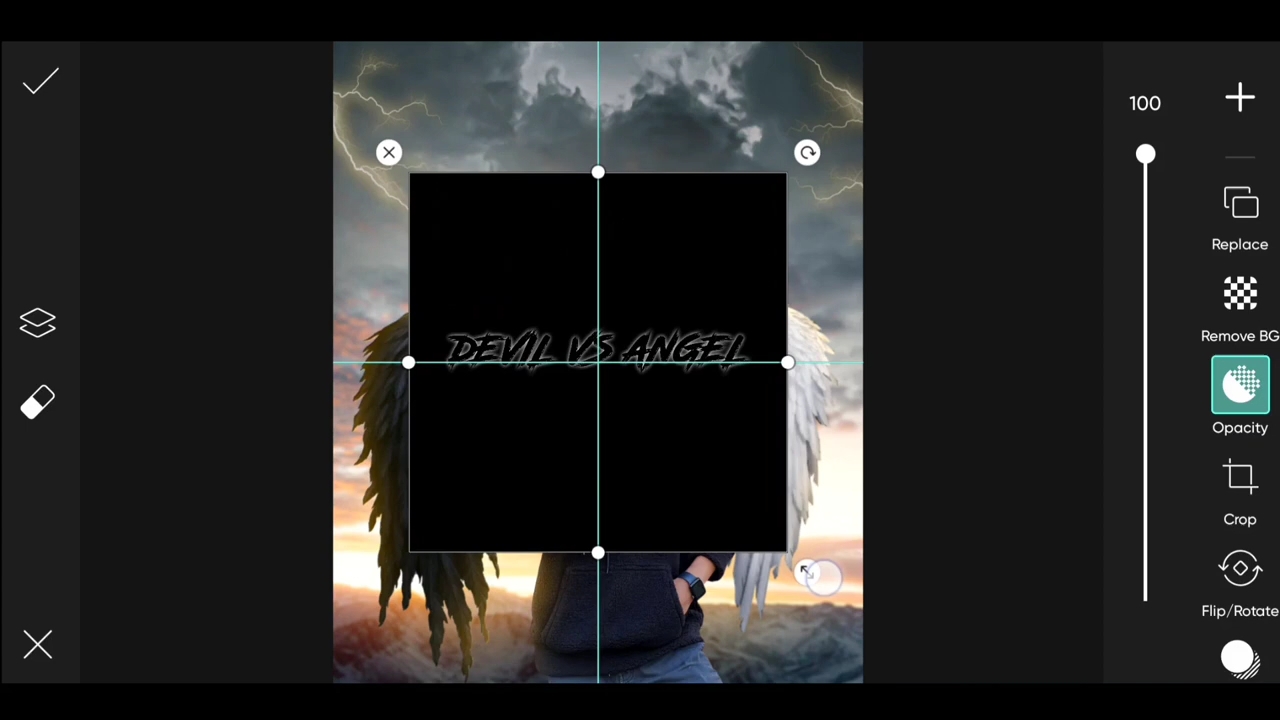 100
Replace
Remove BG
DEVIL VS ANGEL
Opacity
Crop
Flip/Rotate